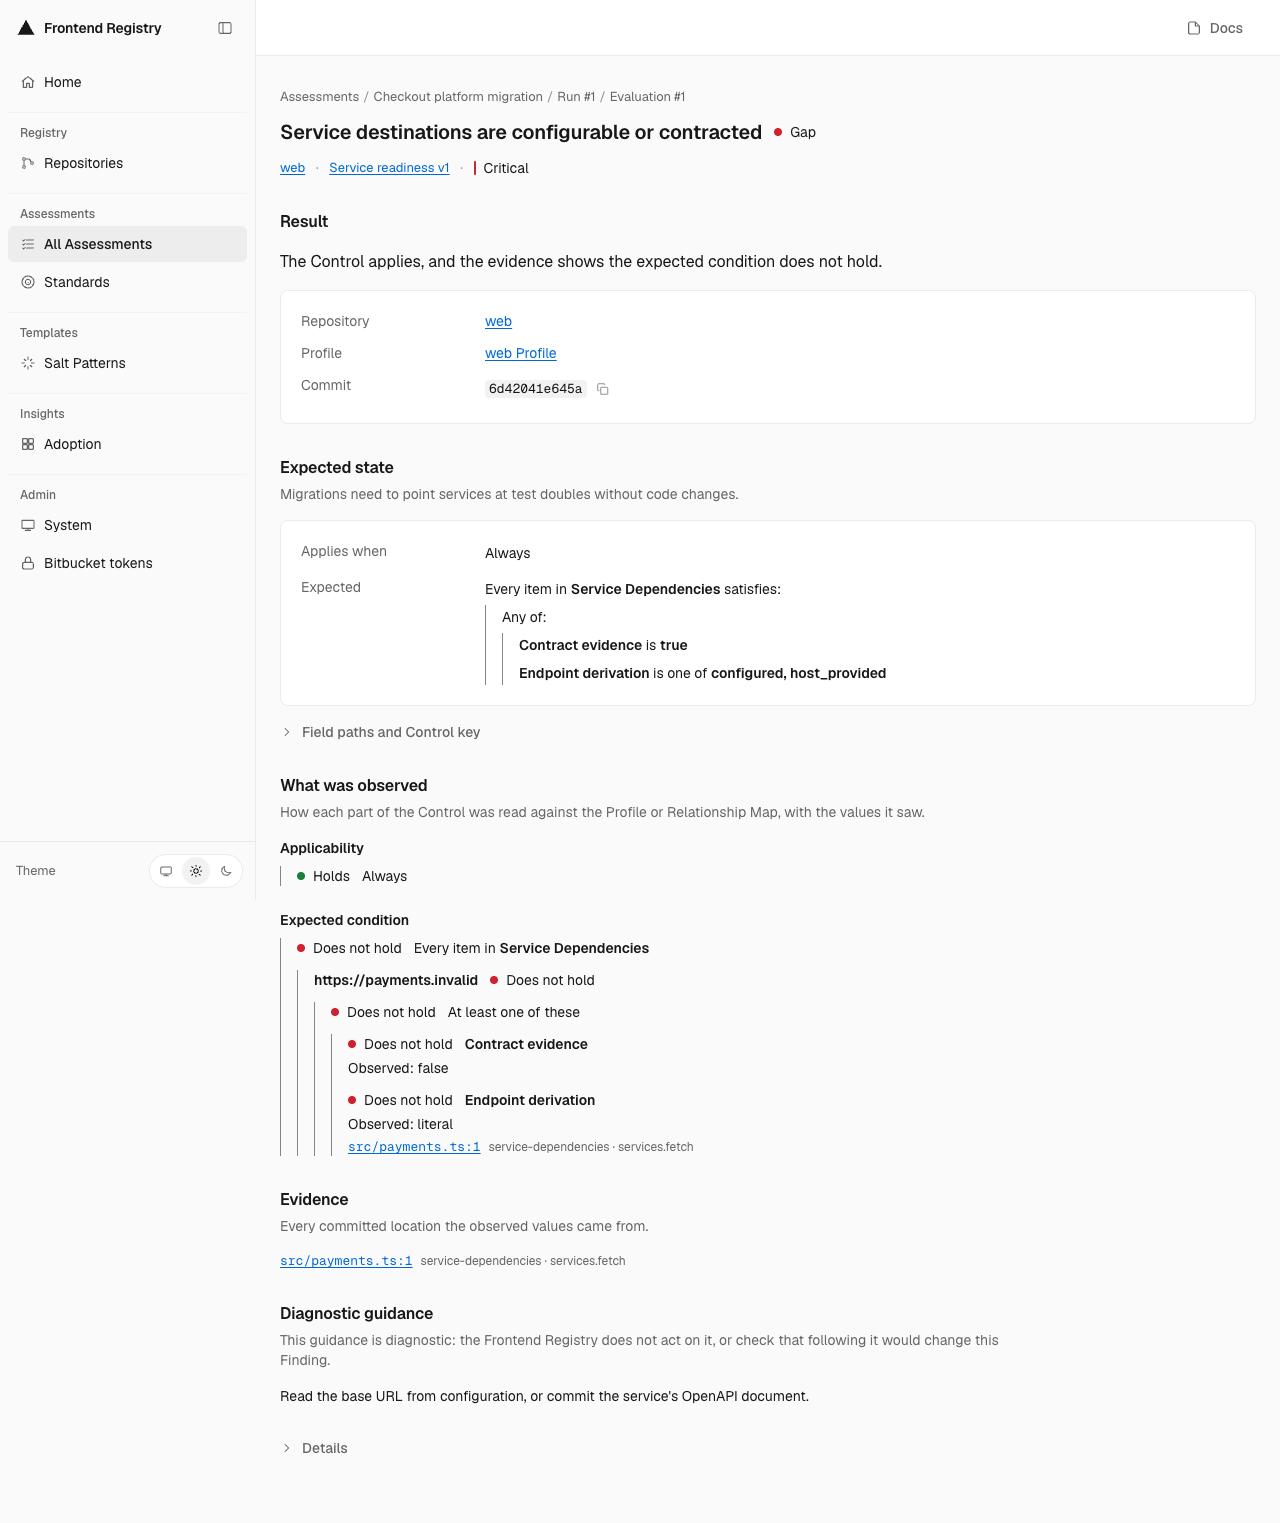 Frontend Registry
Docs
Home
Registry
Repositories
Assessments
All Assessments
Standards
Templates
Salt Patterns
Insights
Adoption
Admin
System
Bitbucket tokens
Theme
Assessments / Checkout platform migration / Run #1 / Evaluation #1
Service destinations are configurable or contracted Gap
web · Service readiness v1 · Critical
Result
The Control applies, and the evidence shows the expected condition does not hold.
Repository web
Profile web Profile
Commit 6d42041e645a
Expected state
Migrations need to point services at test doubles without code changes.
Applies when Always
Expected Every item in Service Dependencies satisfies:
Any of:
Contract evidence is true
Endpoint derivation is one of configured, host_provided
Field paths and Control key
What was observed
How each part of the Control was read against the Profile or Relationship Map, with the values it saw.
Applicability
Holds Always
Expected condition
Does not hold Every item in Service Dependencies
https://payments.invalid Does not hold
Does not hold At least one of these
Does not hold Contract evidence
Observed: false
Does not hold Endpoint derivation
Observed: literal
src/payments.ts:1 service-dependencies · services.fetch
Evidence
Every committed location the observed values came from.
src/payments.ts:1 service-dependencies · services.fetch
Diagnostic guidance
This guidance is diagnostic: the Frontend Registry does not act on it, or check that following it would change this
Finding.
Read the base URL from configuration, or commit the service's OpenAPI document.
Details